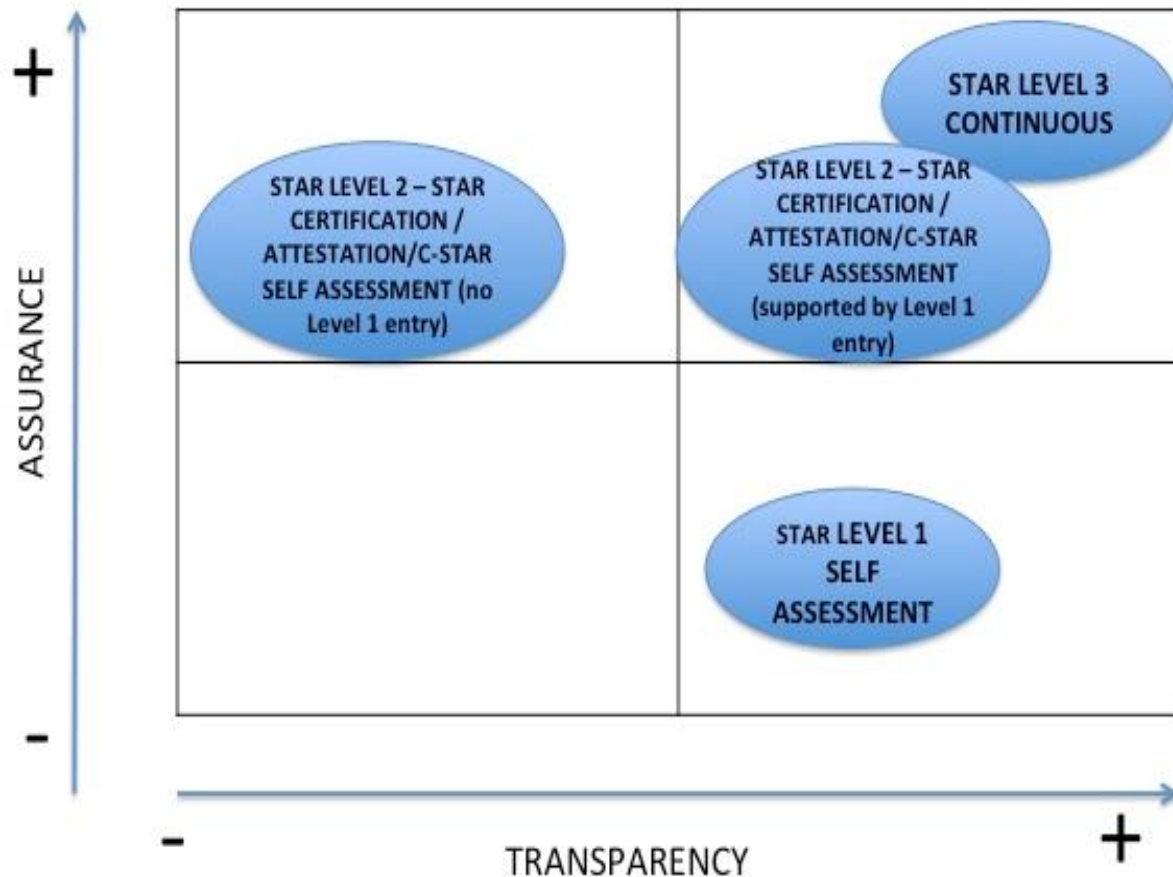 +
ASSURANCE
-
STAR LEVEL 3
CONTINUOUS
STAR LEVEL 2 – STAR
CERTIFICATION /
ATTESTATION/C-STAR
SELF ASSESSMENT (no
Level 1 entry)
STAR LEVEL 2 – STAR
CERTIFICATION /
ATTESTATION/C-STAR
SELF ASSESSMENT
(supported by Level 1
entry)
STAR LEVEL 1
SELF
ASSESSMENT
-
TRANSPARENCY
+